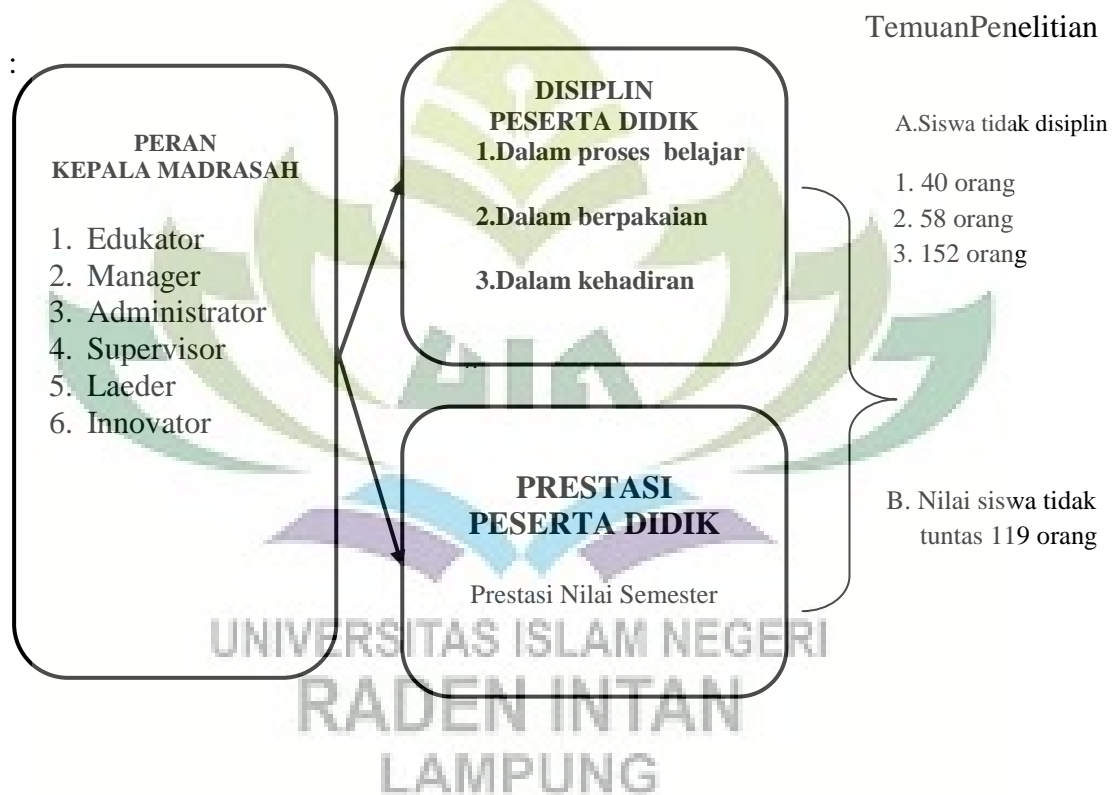 TemuanPenelitian
:
PERAN
KEPALA MADRASAH
1. Edukator
2. Manager
3. Administrator
4. Supervisor
5. Laeder
6. Innovator
DISIPLIN
PESERTA DIDIK
1.Dalam proses belajar
2.Dalam berpakaian
3.Dalam kehadiran
PRESTASI
PESERTA DIDIK
Prestasi Nilai Semester
A.Siswa tidak disiplin
1. 40 orang
2. 58 orang
3. 152 orang
B. Nilai siswa tidak
tuntas 119 orang
UNIVERSITAS ISLAM NEGERI
RADEN INTAN
LAMPUNG